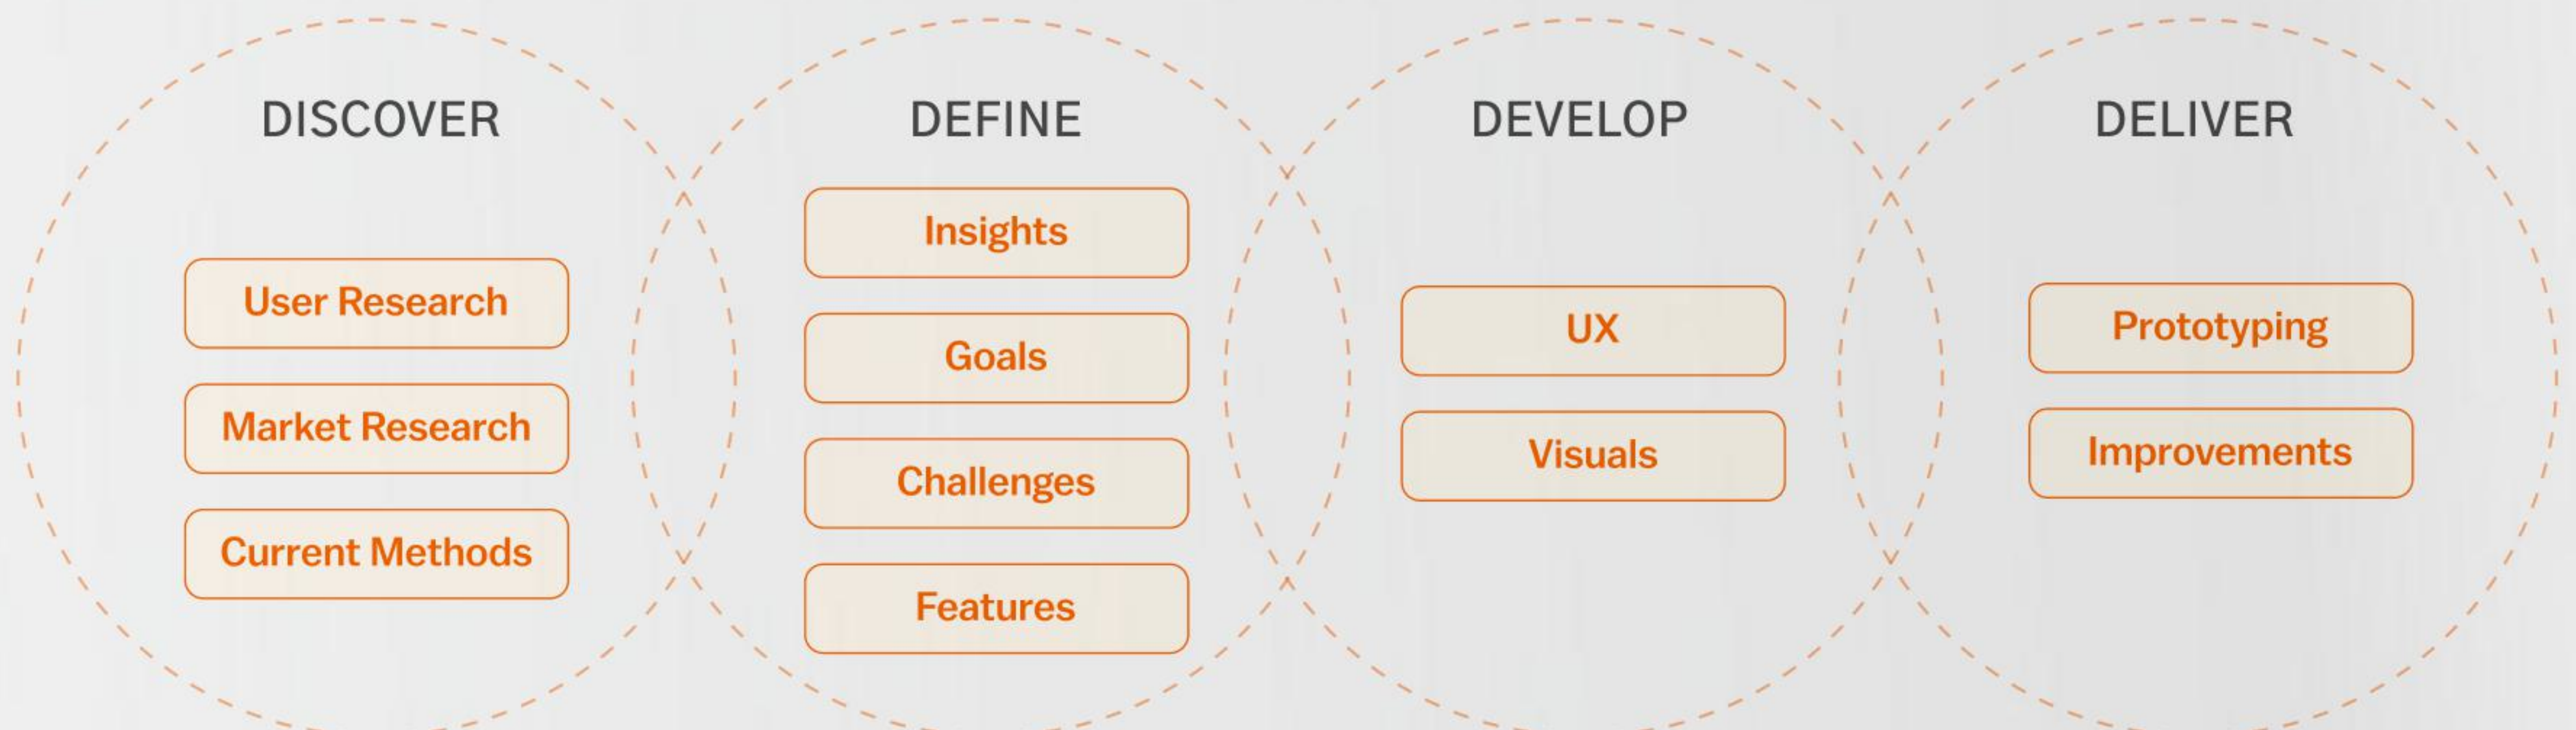 DISCOVER
User Research
Market Research
Current Methods
DEFINE
Insights
Goals
Challenges
Features
DEVELOP
UX
Visuals
DELIVER
Prototyping
Improvements